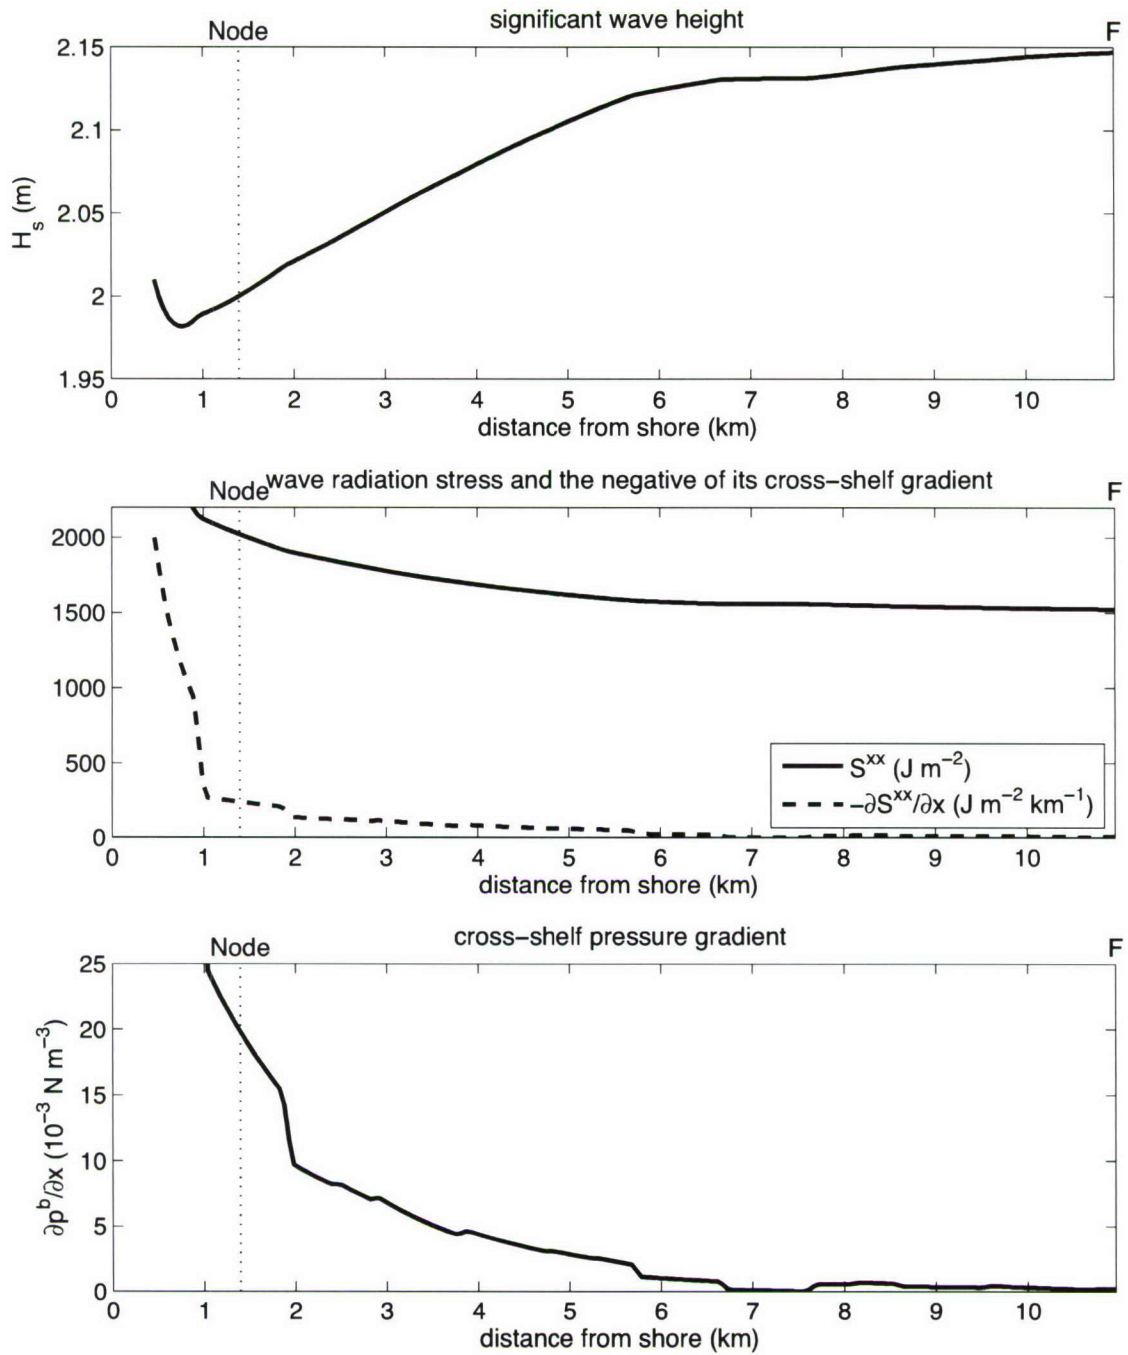 significant wave height
Node
F
2.15
2.1
2.05
2
1.95
H_s (m)
0 1 2 3 4 5 6 7 8 9 10
distance from shore (km)
wave radiation stress and the negative of its cross−shelf gradient
Node
F
2000
1500
1000
500
0
S^xx (J m^−2)
−∂S^xx/∂x (J m^−2 km^−1)
0 1 2 3 4 5 6 7 8 9 10
distance from shore (km)
cross−shelf pressure gradient
Node
F
25
20
15
10
5
0
∂p^b/∂x (10^−3 N m^−3)
0 1 2 3 4 5 6 7 8 9 10
distance from shore (km)